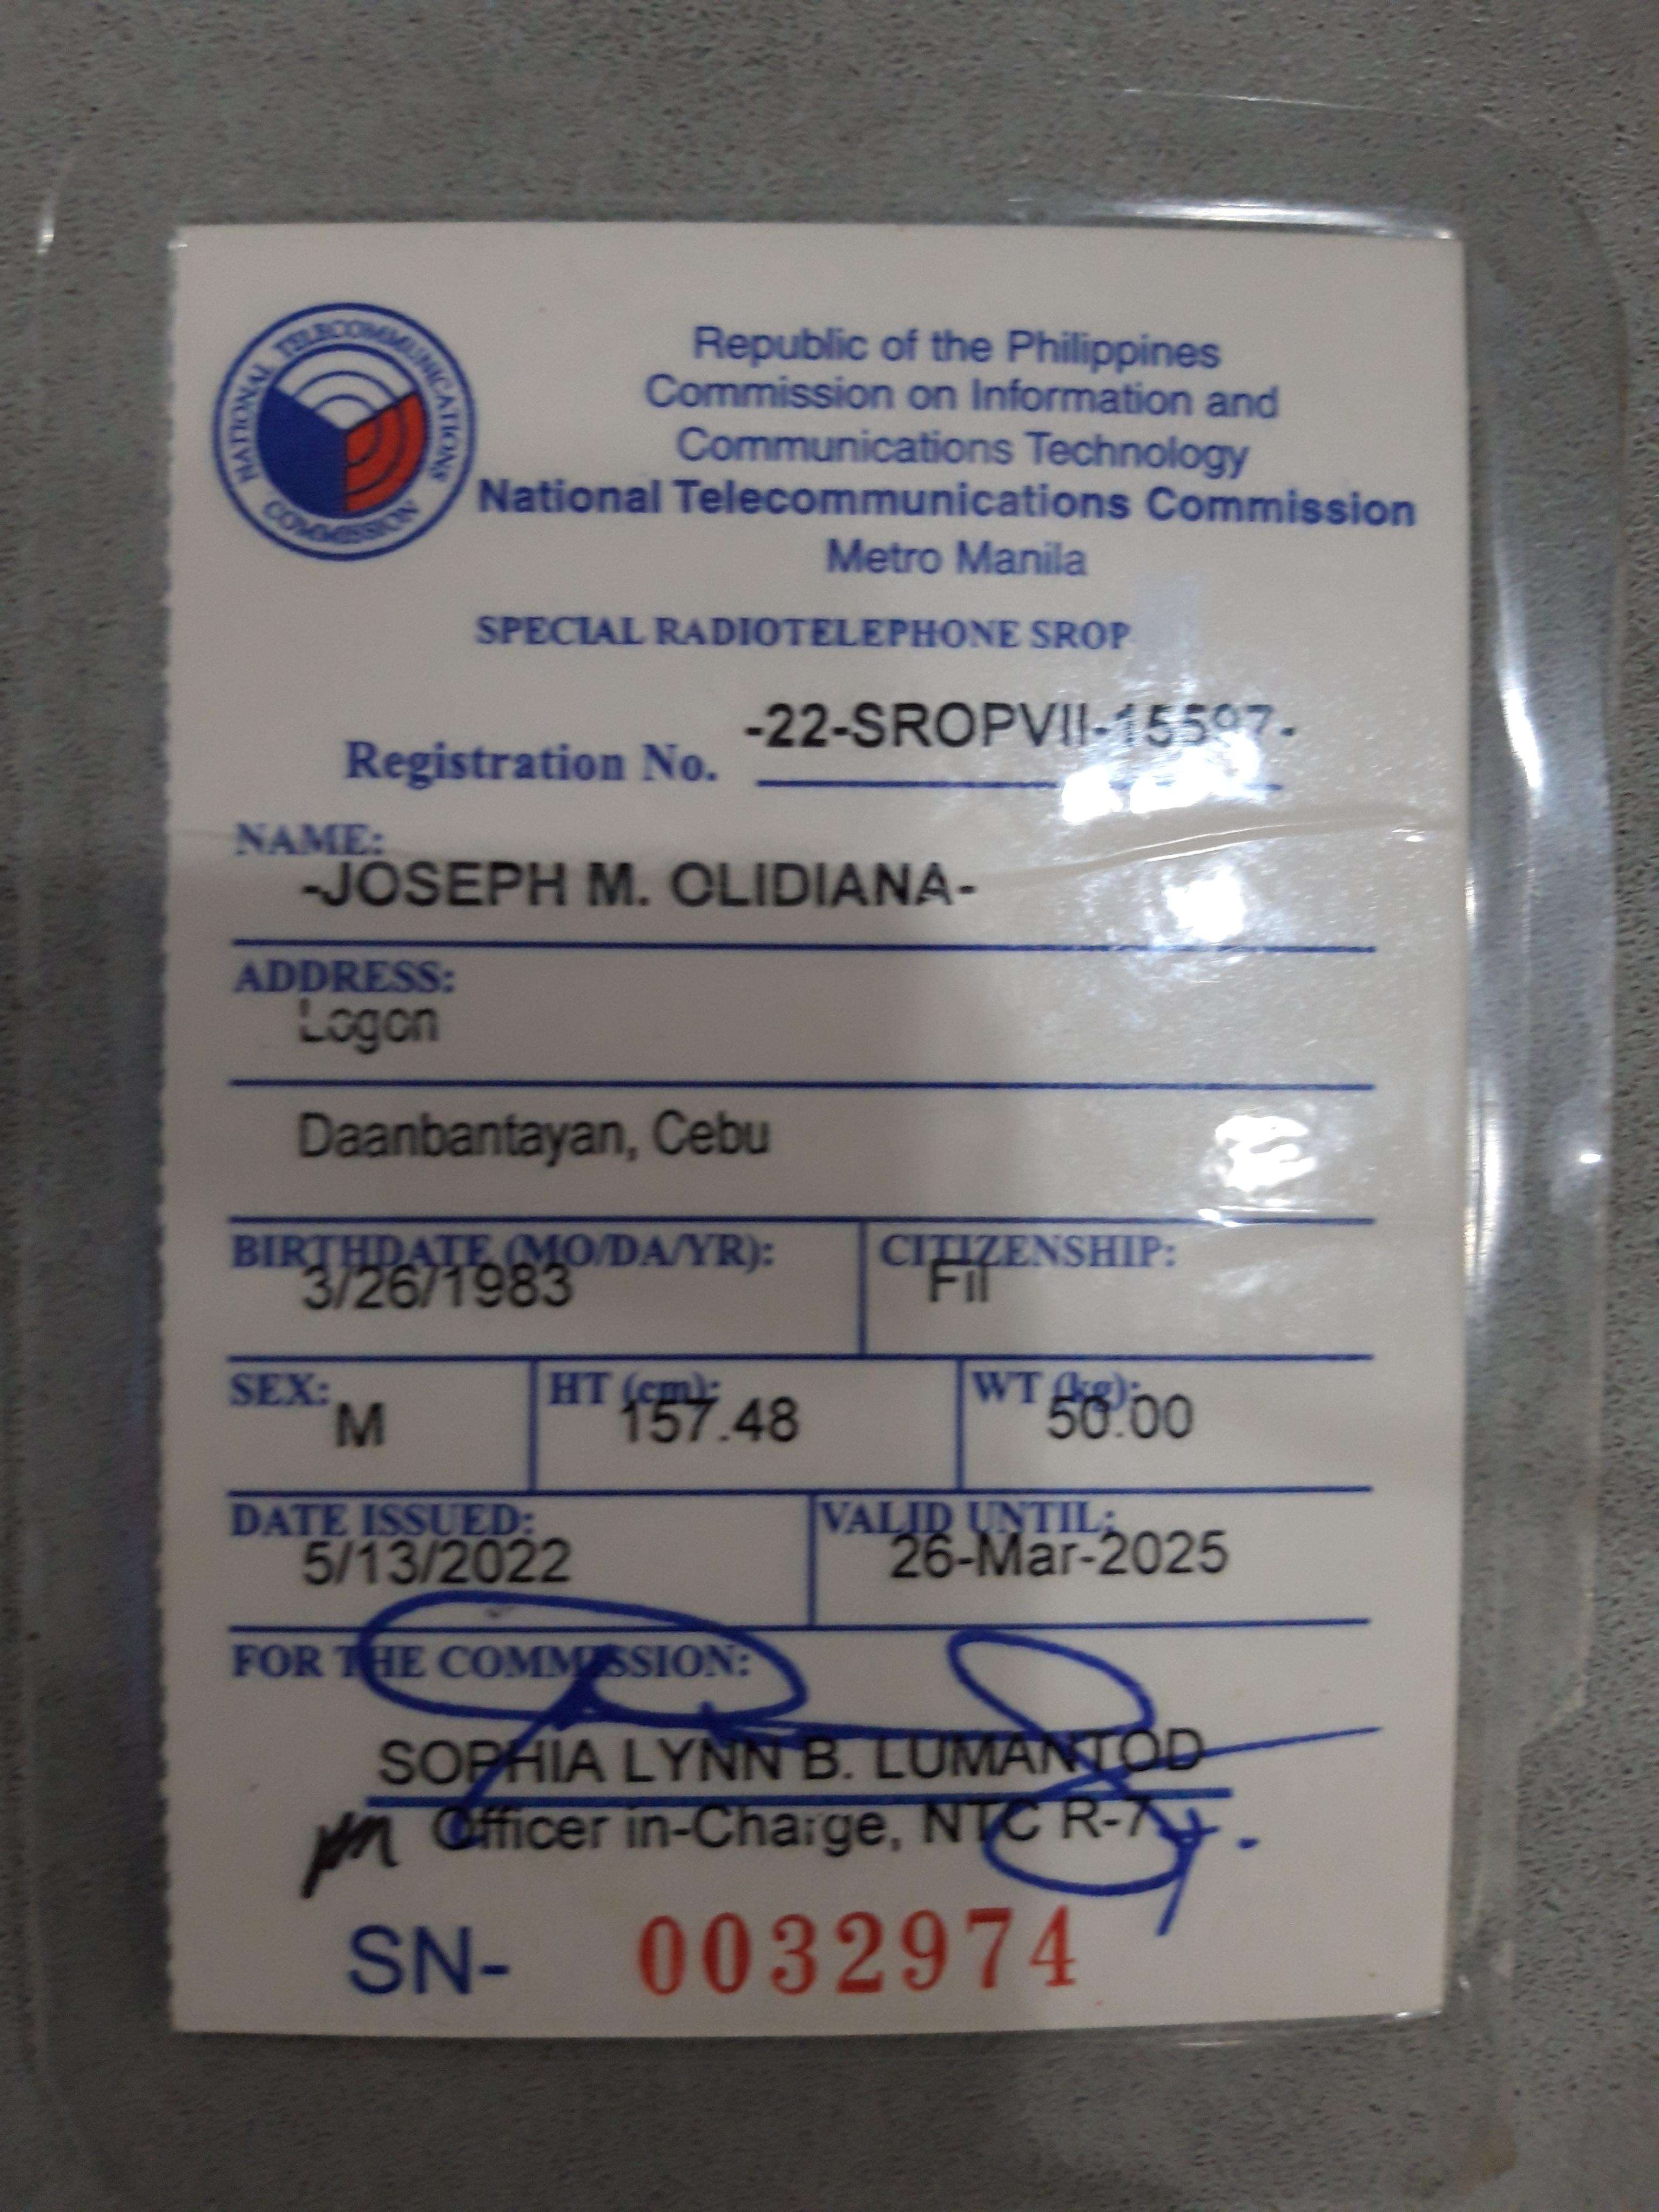 NATIONAL TELECOMMUNICATIONS COMMISSION
Republic of the Philippines
Commission on Information and
Communications Technology
National Telecommunications Commission
Metro Manila
SPECIAL RADIOTELEPHONE SROP
Registration No. -22-SROPVII-15597-
NAME:
-JOSEPH M. OLIDIANA-
ADDRESS:
Logon
Daanbantayan, Cebu
BIRTHDATE (MO/DA/YR): CITIZENSHIP:
3/26/1983 Fil
SEX: HT (cm): WT (kg):
M 157.48 50.00
DATE ISSUED: VALID UNTIL:
5/13/2022 26-Mar-2025
FOR THE COMMISSION:
SOPHIA LYNN B. LUMANTOD
Officer in-Charge, NTC R-7
SN- 0032974